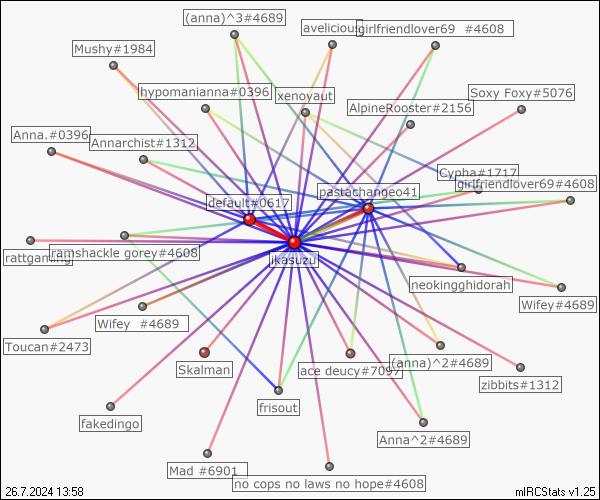 (anna)^3#4689
avelicious
girlfriendlover69 #4608
Mushy#1984
hypomanianna#0396
xenoyaut
Soxy Foxy#5076
AlpineRooster#2156
Anna.#0396
Annarchist#1312
Cypha#1717
girlfriendlover69#4608
pastachangeo41
default#0617
rattgaming
ramshackle gorey#4608
ikasuzu
neokingghidorah
Wifey#4689
Wifey #4689
Toucan#2473
Skalman
ace deucy#7097
(anna)^2#4689
zibbits#1312
fakedingo
frisout
Anna^2#4689
Mad #6901
no cops no laws no hope#4608
26.7.2024 13:58
mIRCStats v1.25